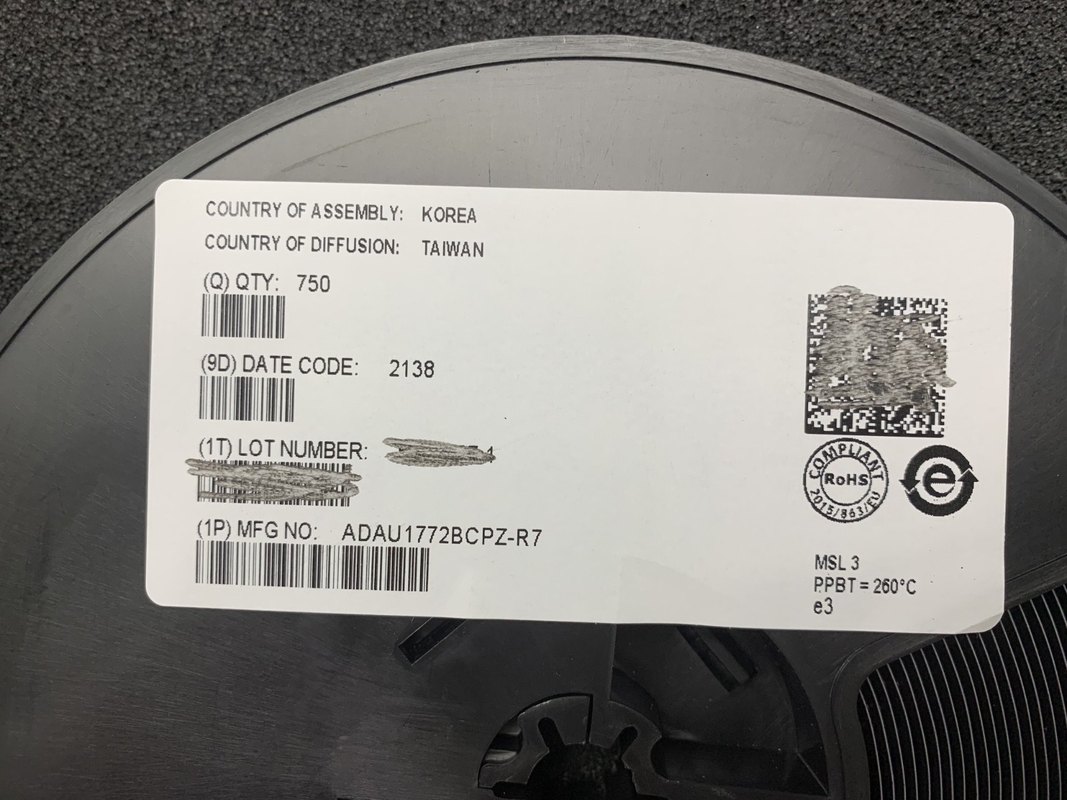 COUNTRY OF ASSEMBLY: KOREA
COUNTRY OF DIFFUSION: TAIWAN
(Q) QTY: 750
(9D) DATE CODE: 2138
(1T) LOT NUMBER:
(1P) MFG NO: ADAU1772BCPZ-R7
COMPLIANT
RoHS
2015/863/EU
e
MSL 3
PPBT = 260°C
e3